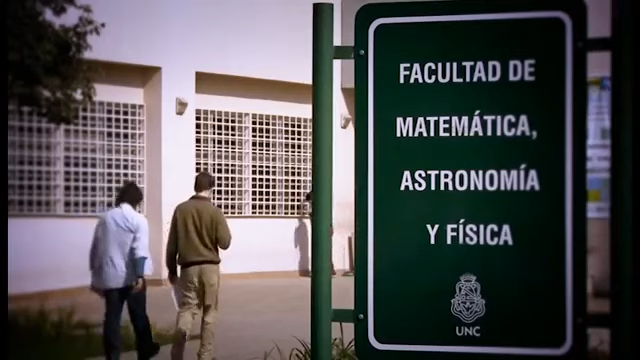 FACULTAD DE
MATEMÁTICA,
ASTRONOMÍA
Y FÍSICA
UNC